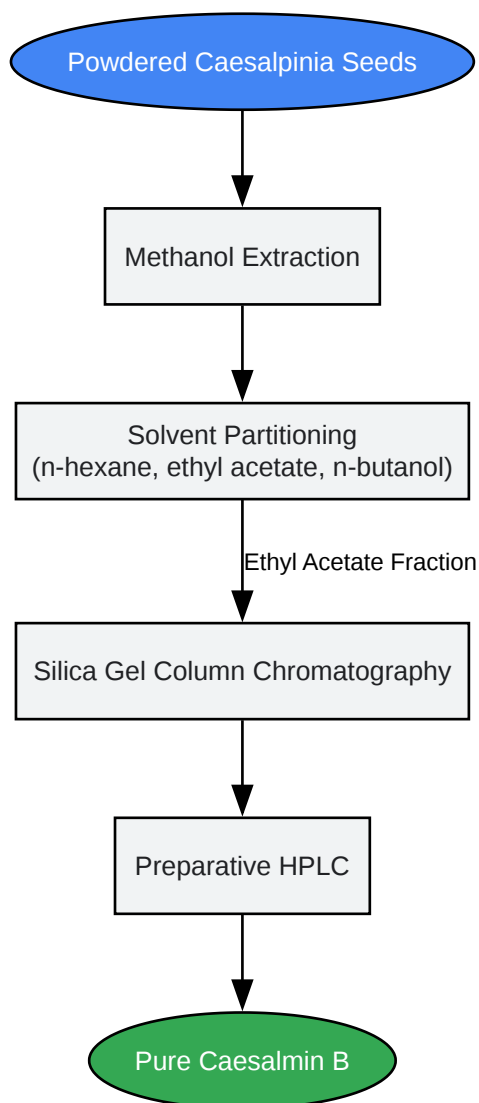 Powdered Caesalpinia Seeds
Methanol Extraction
Solvent Partitioning
(n-hexane, ethyl acetate, n-butanol)
Ethyl Acetate Fraction
Silica Gel Column Chromatography
Preparative HPLC
Pure Caesalmin B